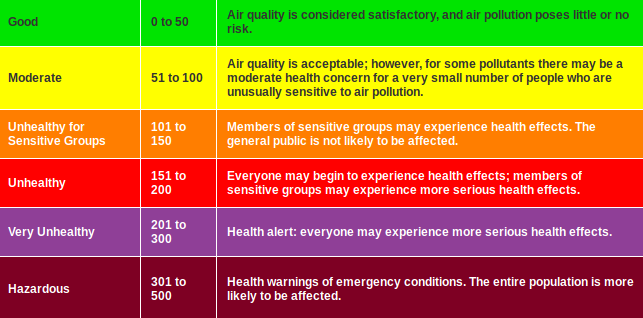 Good
0 to 50
Air quality is considered satisfactory, and air pollution poses little or no
risk.
Moderate
51 to 100
Air quality is acceptable; however, for some pollutants there may be a
moderate health concern for a very small number of people who are
unusually sensitive to air pollution.
Unhealthy for
Sensitive Groups
101 to
150
Members of sensitive groups may experience health effects. The
general public is not likely to be affected.
Unhealthy
151 to
200
Everyone may begin to experience health effects; members of
sensitive groups may experience more serious health effects.
Very Unhealthy
201 to
300
Health alert: everyone may experience more serious health effects.
Hazardous
301 to
500
Health warnings of emergency conditions. The entire population is more
likely to be affected.